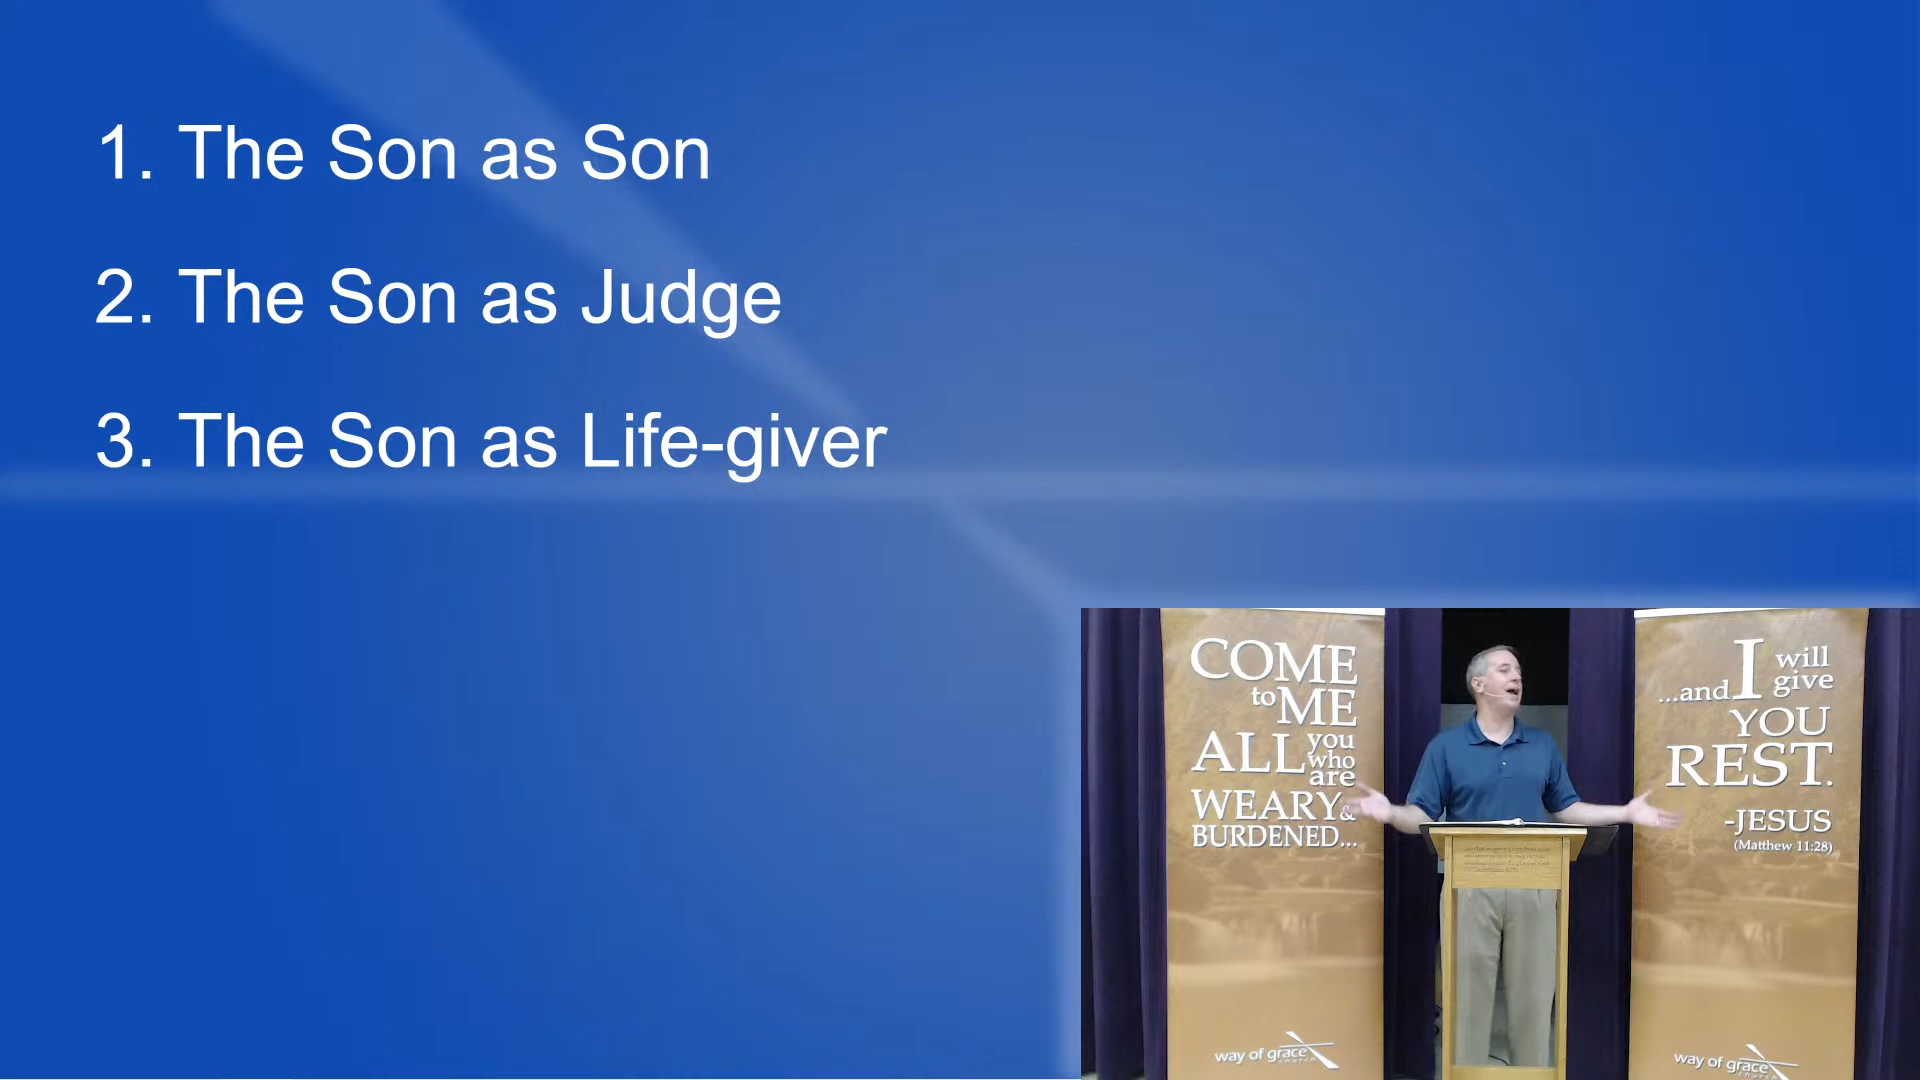 1. The Son as Son
2. The Son as Judge
3. The Son as Life-giver
COME
to ME
ALL you who are
WEARY &
BURDENED...
...and I will give
YOU
REST.
-JESUS
(Matthew 11:28)
way of grace
church
way of grace
church